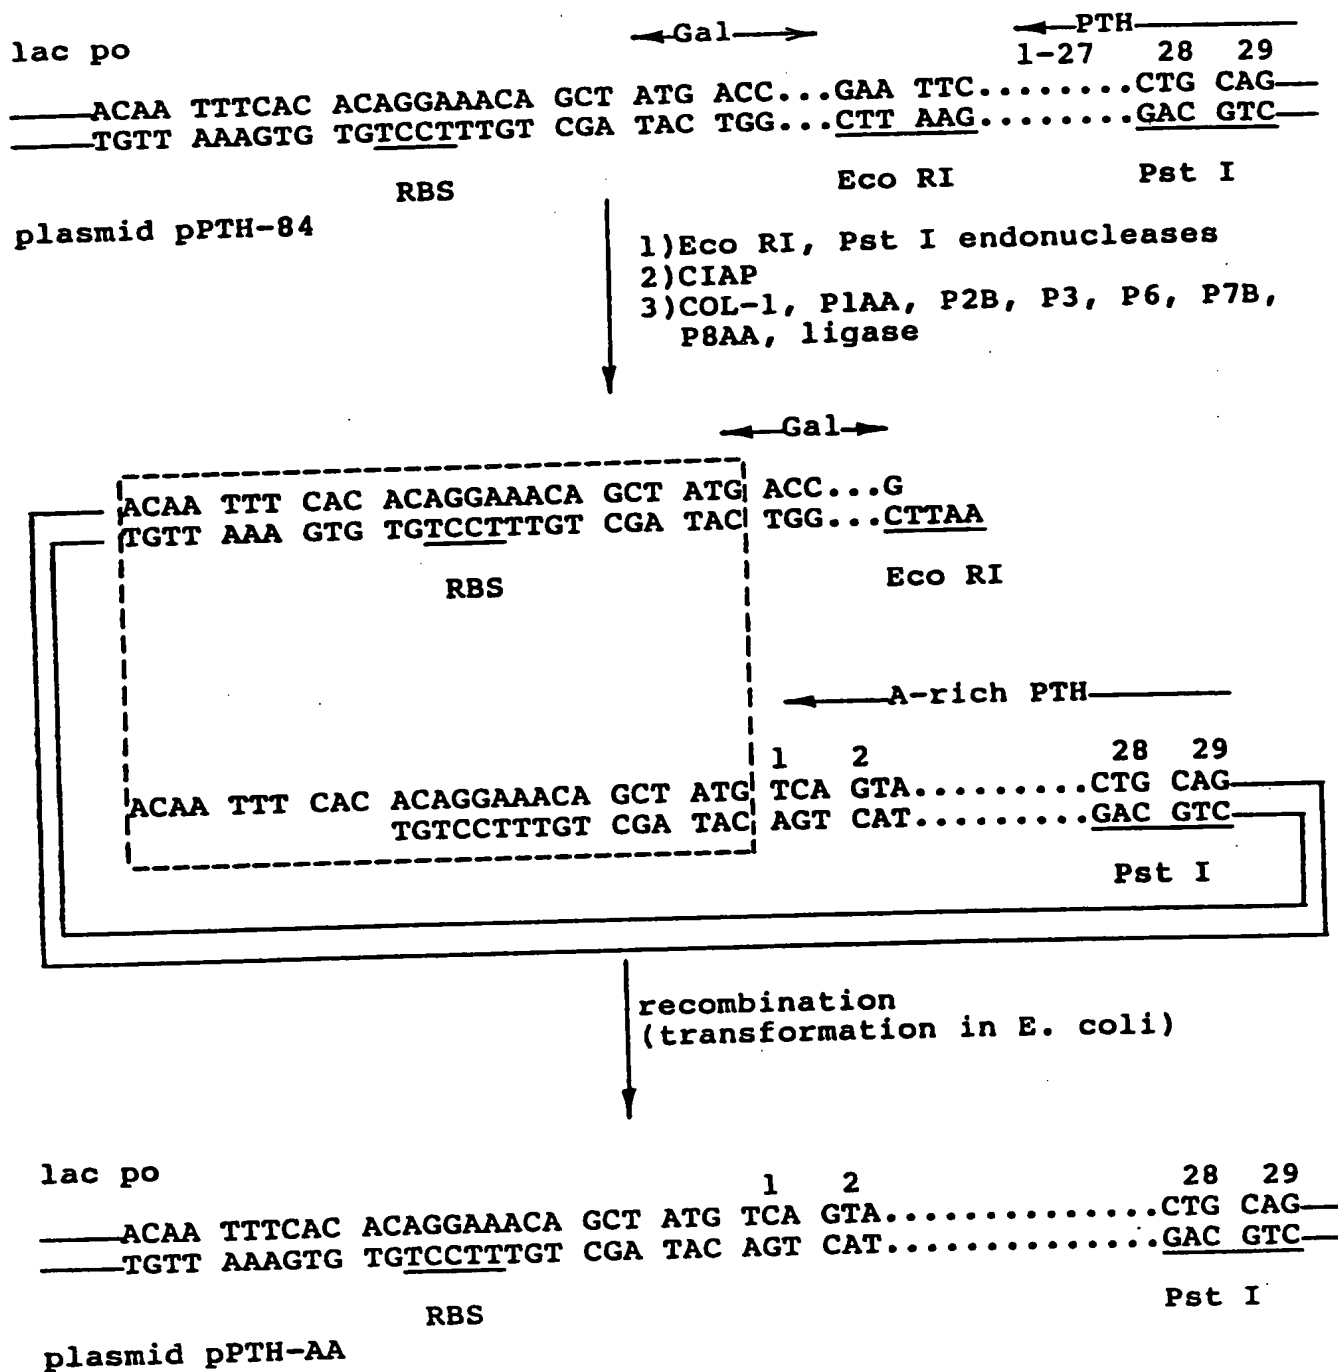 lac po
Gal PTH
1-27 28 29
ACAA TTTCAC ACAGGAAACA GCT ATG ACC...GAA TTC........CTG CAG
TGTT AAAGTG TGTCCTTTGT CGA TAC TGG...CTT AAG........GAC GTC
RBS Eco RI Pst I
plasmid pPTH-84
1)Eco RI, Pst I endonucleases
2)CIAP
3)COL-1, P1AA, P2B, P3, P6, P7B,
P8AA, ligase
Gal
ACAA TTT CAC ACAGGAAACA GCT ATG ACC...G
TGTT AAA GTG TGTCCTTTGT CGA TAC TGG...CTTAA
RBS Eco RI
A-rich PTH
1 2 28 29
ACAA TTT CAC ACAGGAAACA GCT ATG TCA GTA.........CTG CAG
TGTCCTTTGT CGA TAC AGT CAT.........GAC GTC
Pst I
recombination
(transformation in E. coli)
lac po
1 2 28 29
ACAA TTTCAC ACAGGAAACA GCT ATG TCA GTA..............CTG CAG
TGTT AAAGTG TGTCCTTTGT CGA TAC AGT CAT..............GAC GTC
RBS Pst I
plasmid pPTH-AA